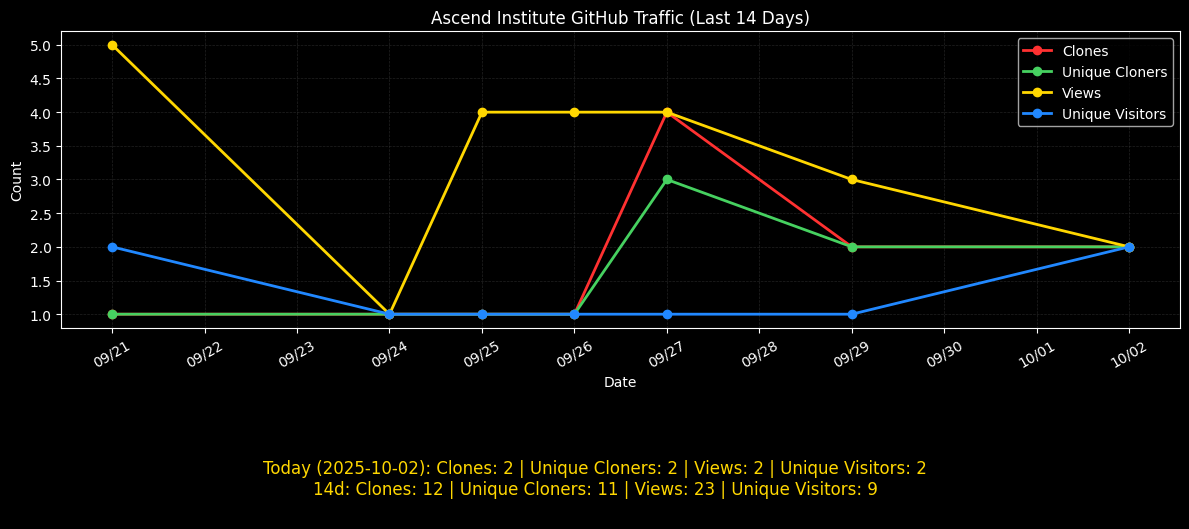 Ascend Institute GitHub Traffic (Last 14 Days)
Clones
Unique Cloners
Views
Unique Visitors
Count
5.0
4.5
4.0
3.5
3.0
2.5
2.0
1.5
1.0
09/21
09/22
09/23
09/24
09/25
09/26
09/27
09/28
09/29
09/30
10/01
10/02
Date
Today (2025-10-02): Clones: 2 | Unique Cloners: 2 | Views: 2 | Unique Visitors: 2
14d: Clones: 12 | Unique Cloners: 11 | Views: 23 | Unique Visitors: 9